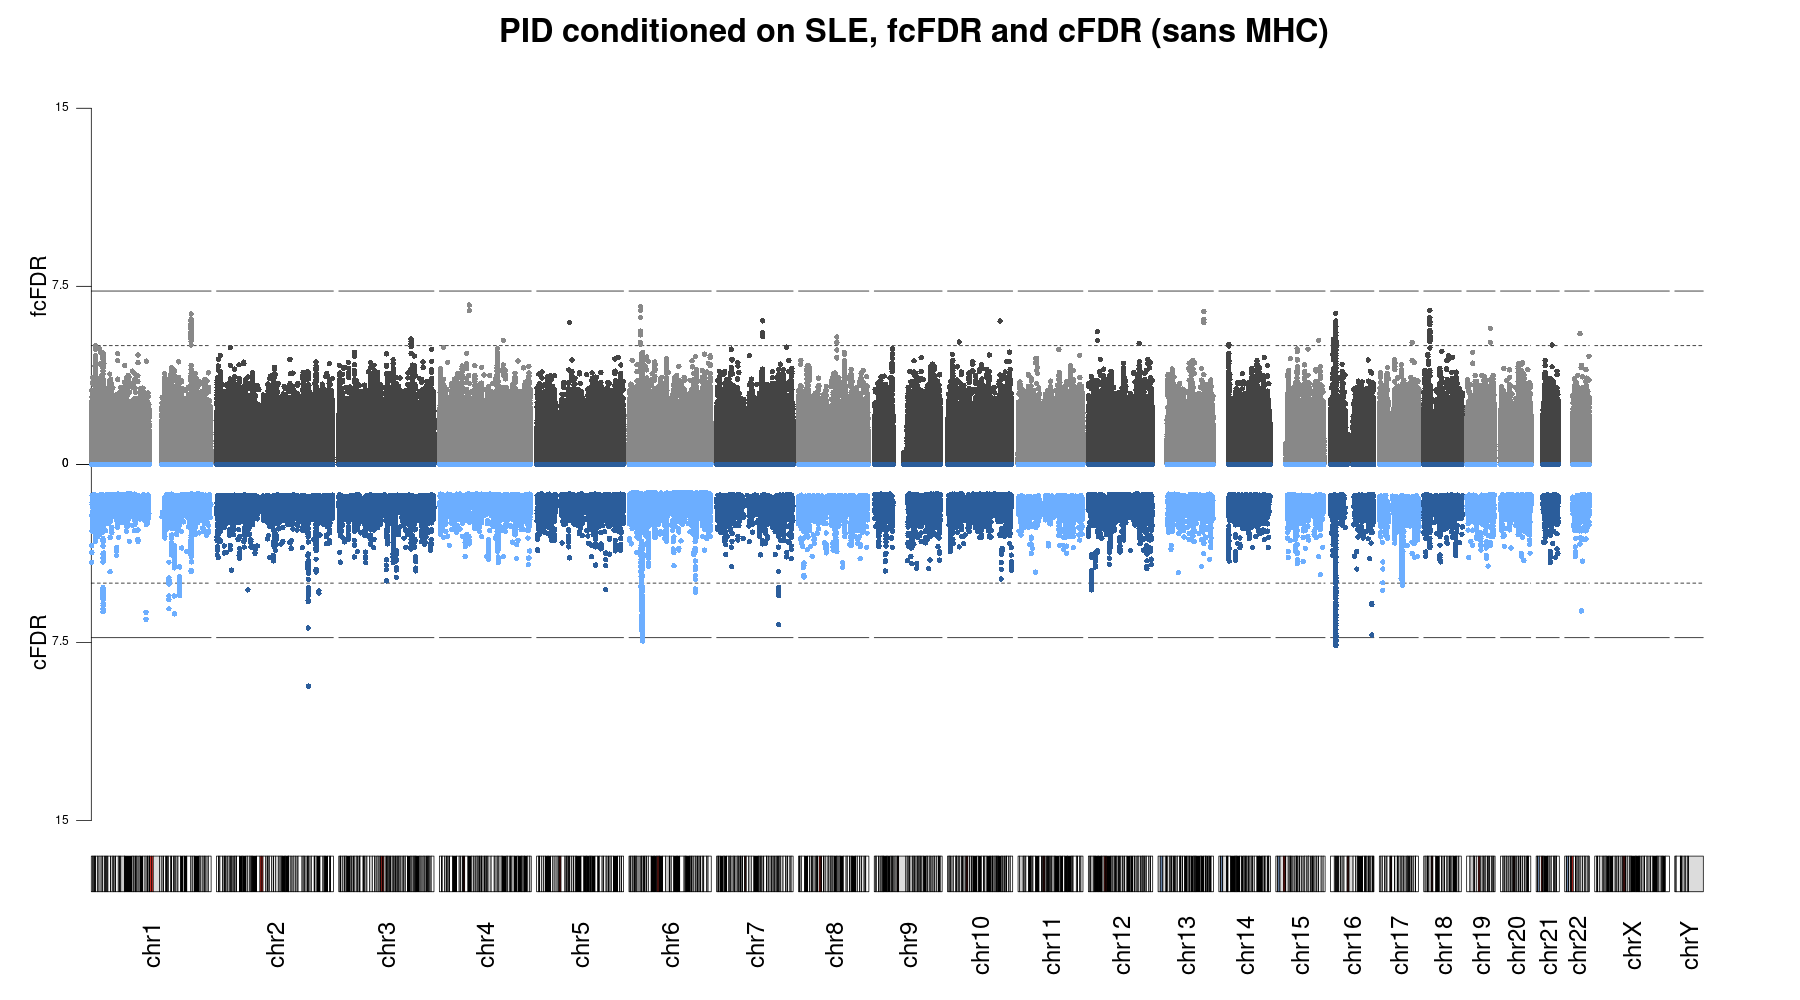 PID conditioned on SLE, fcFDR and cFDR (sans MHC)
15
fcFDR
7.5
0
cFDR
7.5
15
chr1
chr2
chr3
chr4
chr5
chr6
chr7
chr8
chr9
chr10
chr11
chr12
chr13
chr14
chr15
chr16
chr17
chr18
chr19
chr20
chr21
chr22
chrX
chrY